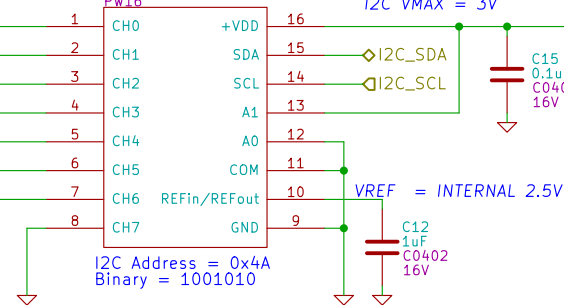 PW16
I2C VMAX = 3V
1 CH0 +VDD 16
2 CH1 SDA 15 I2C_SDA
3 CH2 SCL 14 I2C_SCL
4 CH3 A1 13
5 CH4 A0 12
6 CH5 COM 11
7 CH6 REFin/REFout 10
8 CH7 GND 9
C15
0.1u
C040
16V
VREF = INTERNAL 2.5V
C12
1uF
C0402
16V
I2C Address = 0x4A
Binary = 1001010